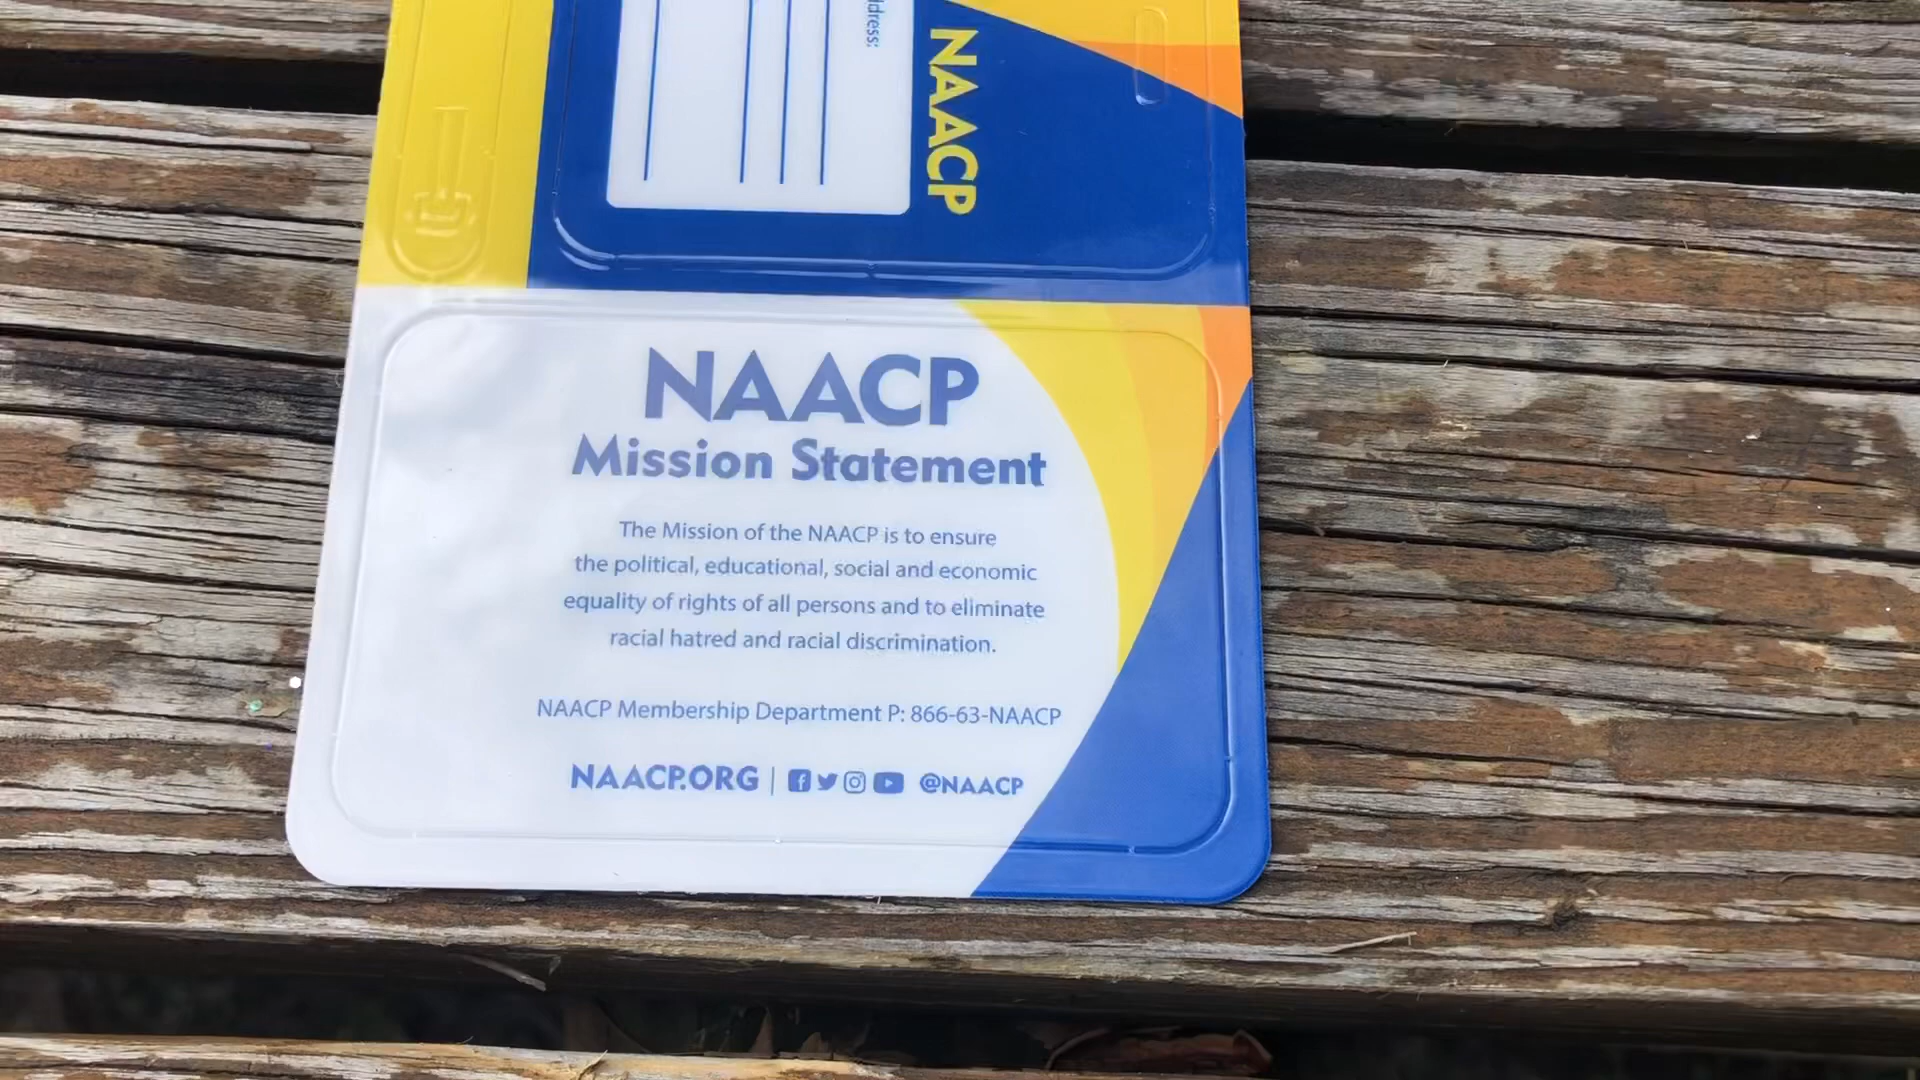 dress:
NAACP
NAACP
Mission Statement
The Mission of the NAACP is to ensure
the political, educational, social and economic
equality of rights of all persons and to eliminate
racial hatred and racial discrimination.
NAACP Membership Department P: 866-63-NAACP
NAACP.ORG | @NAACP